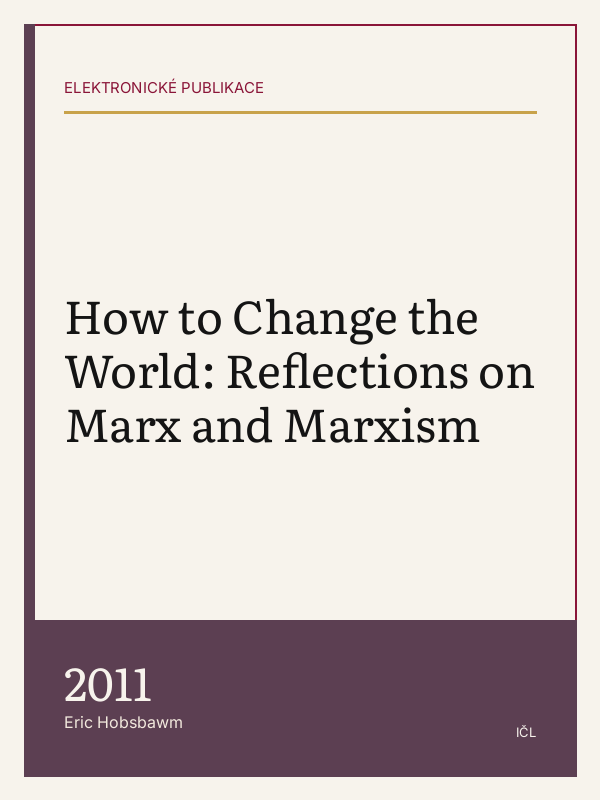 ELEKTRONICKÉ PUBLIKACE
How to Change the
World: Reflections on
Marx and Marxism
2011
Eric Hobsbawm
IČL